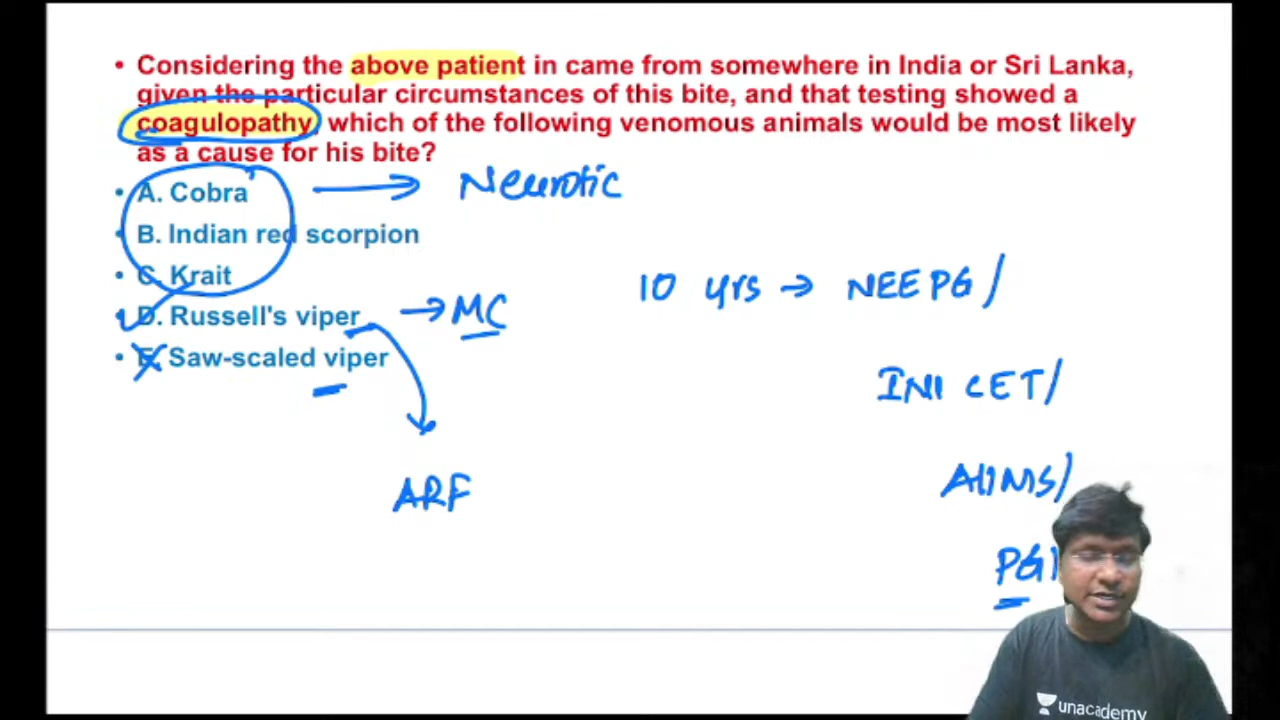 • Considering the above patient in came from somewhere in India or Sri Lanka,
given the particular circumstances of this bite, and that testing showed a
coagulopathy, which of the following venomous animals would be most likely
as a cause for his bite?
• A. Cobra → Neurotic
• B. Indian red scorpion
• C. Krait
10 yrs → NEEPG /
• D. Russell's viper → MC
• E. Saw-scaled viper
INI CET /
ARF
AIIMS /
PGI
unacademy